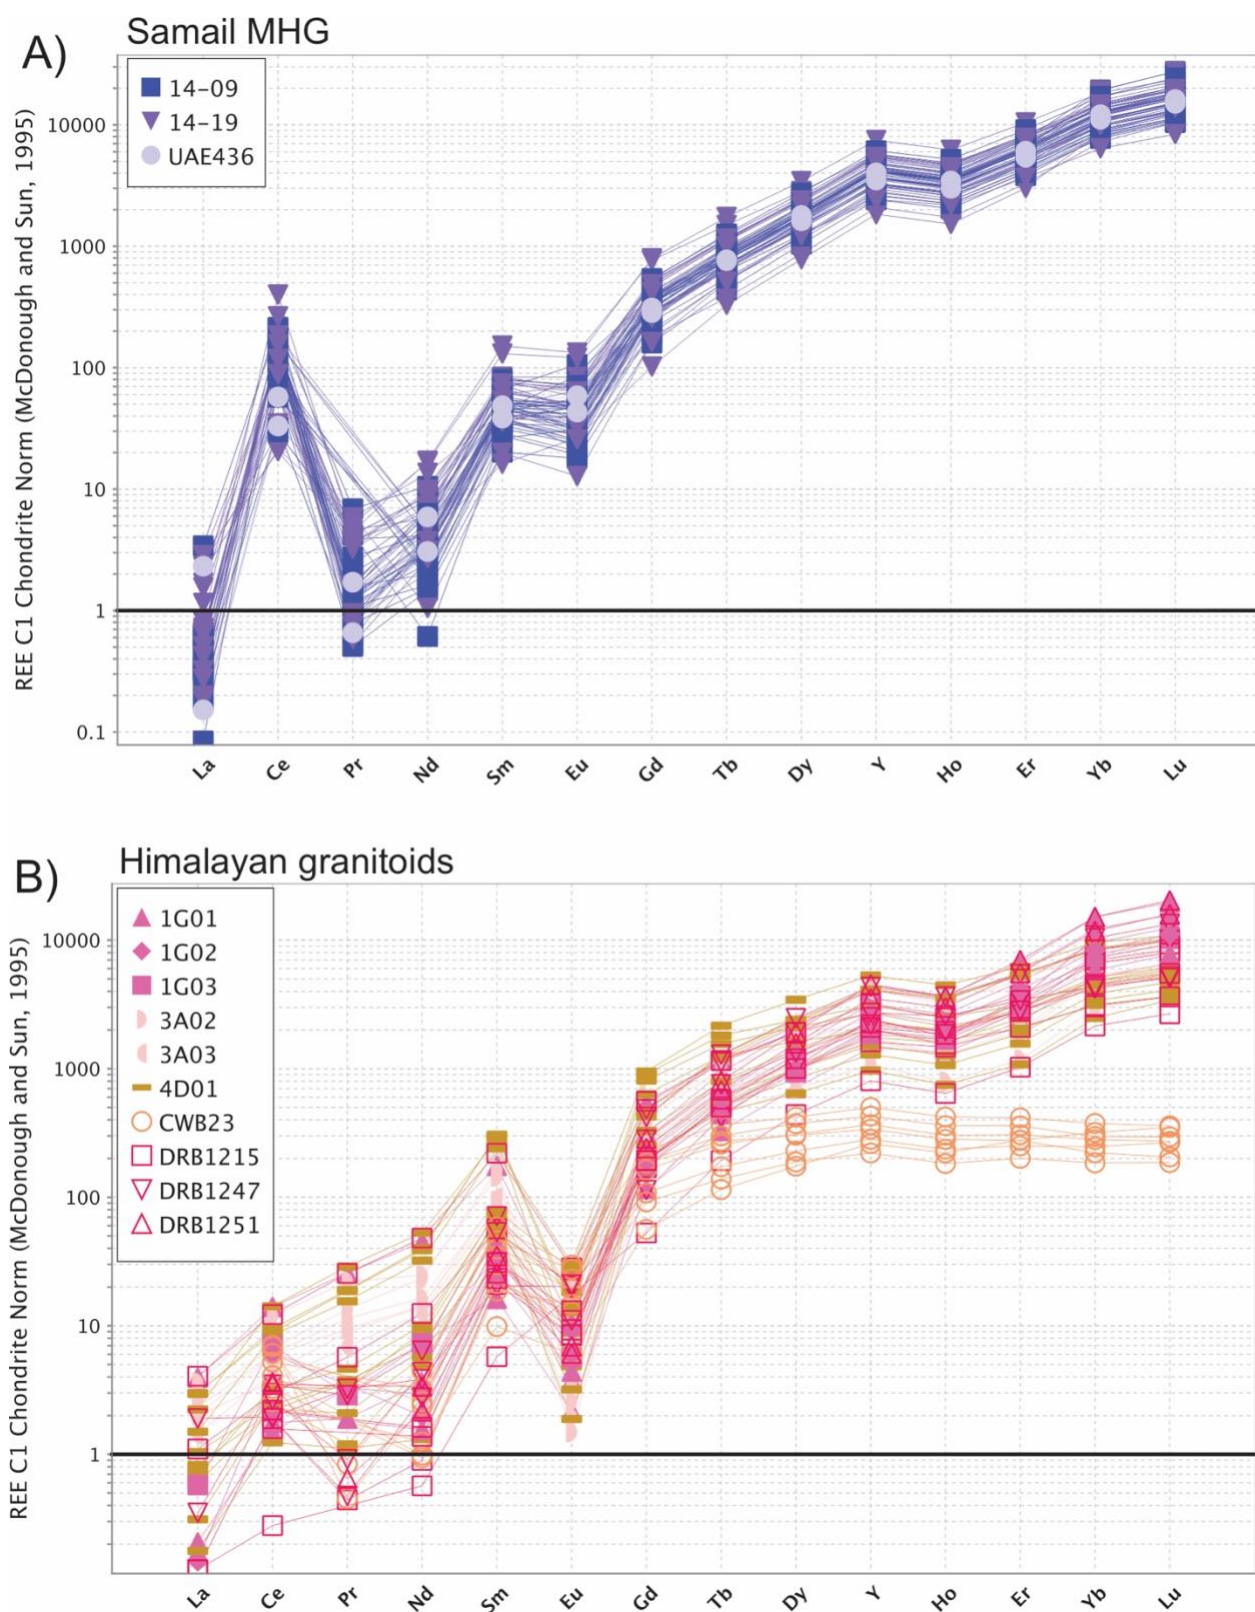 A)
Samail MHG
14-09
14-19
UAE436
REE C1 Chondrite Norm (McDonough and Sun, 1995)
10000
1000
100
10
1
0.1
La Ce Pr Nd Sm Eu Gd Tb Dy Y Ho Er Yb Lu
B)
Himalayan granitoids
1G01
1G02
1G03
3A02
3A03
4D01
CWB23
DRB1215
DRB1247
DRB1251
REE C1 Chondrite Norm (McDonough and Sun, 1995)
10000
1000
100
10
1
La Ce Pr Nd Sm Eu Gd Tb Dy Y Ho Er Yb Lu